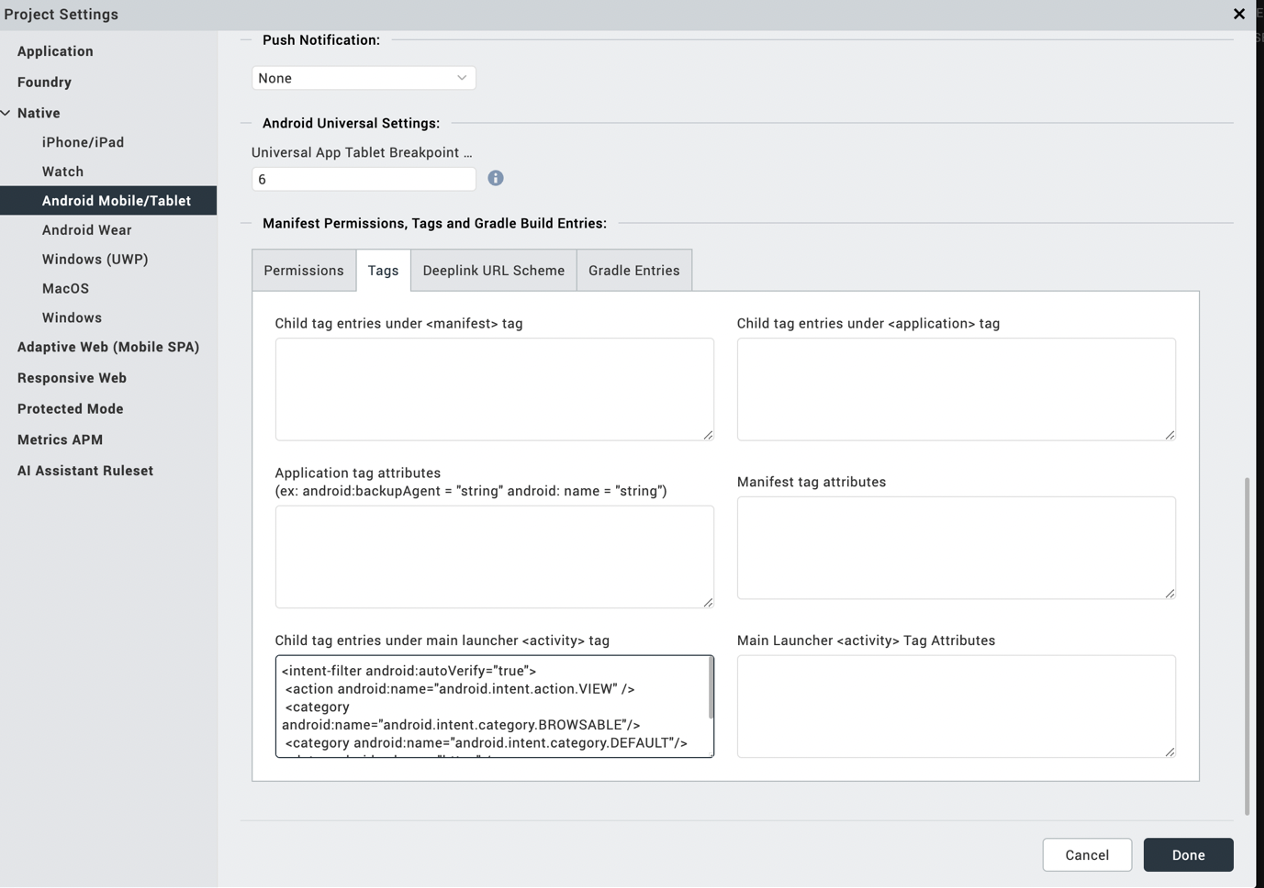 Project Settings
Application
Foundry
Native
iPhone/iPad
Watch
Android Mobile/Tablet
Android Wear
Windows (UWP)
MacOS
Windows
Adaptive Web (Mobile SPA)
Responsive Web
Protected Mode
Metrics APM
AI Assistant Ruleset
Push Notification:
None
Android Universal Settings:
Universal App Tablet Breakpoint ...
6
Manifest Permissions, Tags and Gradle Build Entries:
Permissions Tags Deeplink URL Scheme Gradle Entries
Child tag entries under <manifest> tag
Child tag entries under <application> tag
Application tag attributes
(ex: android:backupAgent = "string" android: name = "string")
Manifest tag attributes
Child tag entries under main launcher <activity> tag
<intent-filter android:autoVerify="true">
<action android:name="android.intent.action.VIEW" />
<category
android:name="android.intent.category.BROWSABLE"/>
<category android:name="android.intent.category.DEFAULT"/>
Main Launcher <activity> Tag Attributes
Cancel
Done